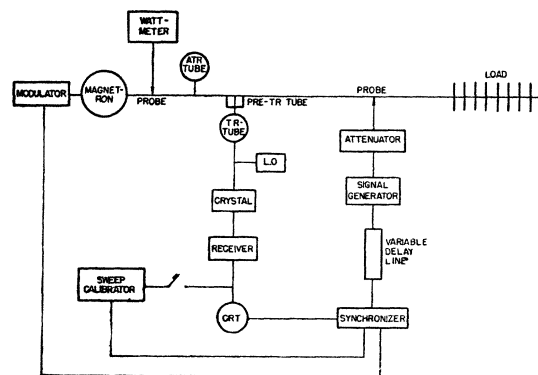 WATT-
METER
ATR
TUBE
LOAD
MODULATOR
MAGNET-
RON
PROBE
PRE-TR TUBE
PROBE
TR-
TUBE
ATTENUATOR
L.O
SIGNAL
GENERATOR
CRYSTAL
RECEIVER
VARIABLE
DELAY
LINE
SWEEP
CALIBRATOR
CRT
SYNCHRONIZER